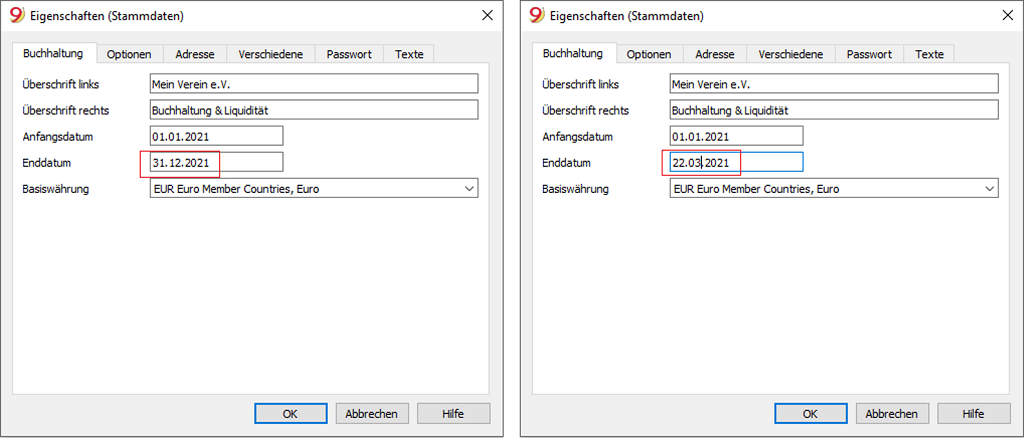 9 Eigenschaften (Stammdaten)
Buchhaltung Optionen Adresse Verschiedene Passwort Texte
Überschrift links Mein Verein e.V.
Überschrift rechts Buchhaltung & Liquidität
Anfangsdatum 01.01.2021
Enddatum 31.12.2021
Basiswährung EUR Euro Member Countries, Euro
OK Abbrechen Hilfe
9 Eigenschaften (Stammdaten)
Buchhaltung Optionen Adresse Verschiedene Passwort Texte
Überschrift links Mein Verein e.V.
Überschrift rechts Buchhaltung & Liquidität
Anfangsdatum 01.01.2021
Enddatum 22.03.2021
Basiswährung EUR Euro Member Countries, Euro
OK Abbrechen Hilfe